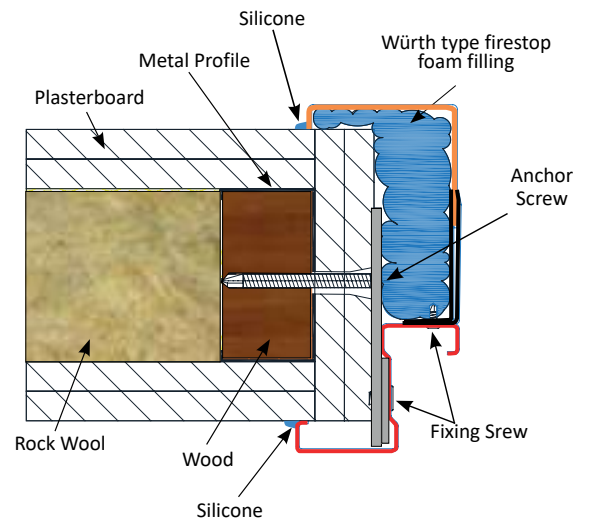 Silicone
Würth type firestop
foam filling
Metal Profile
Plasterboard
Anchor
Screw
Fixing Srew
Rock Wool
Wood
Silicone